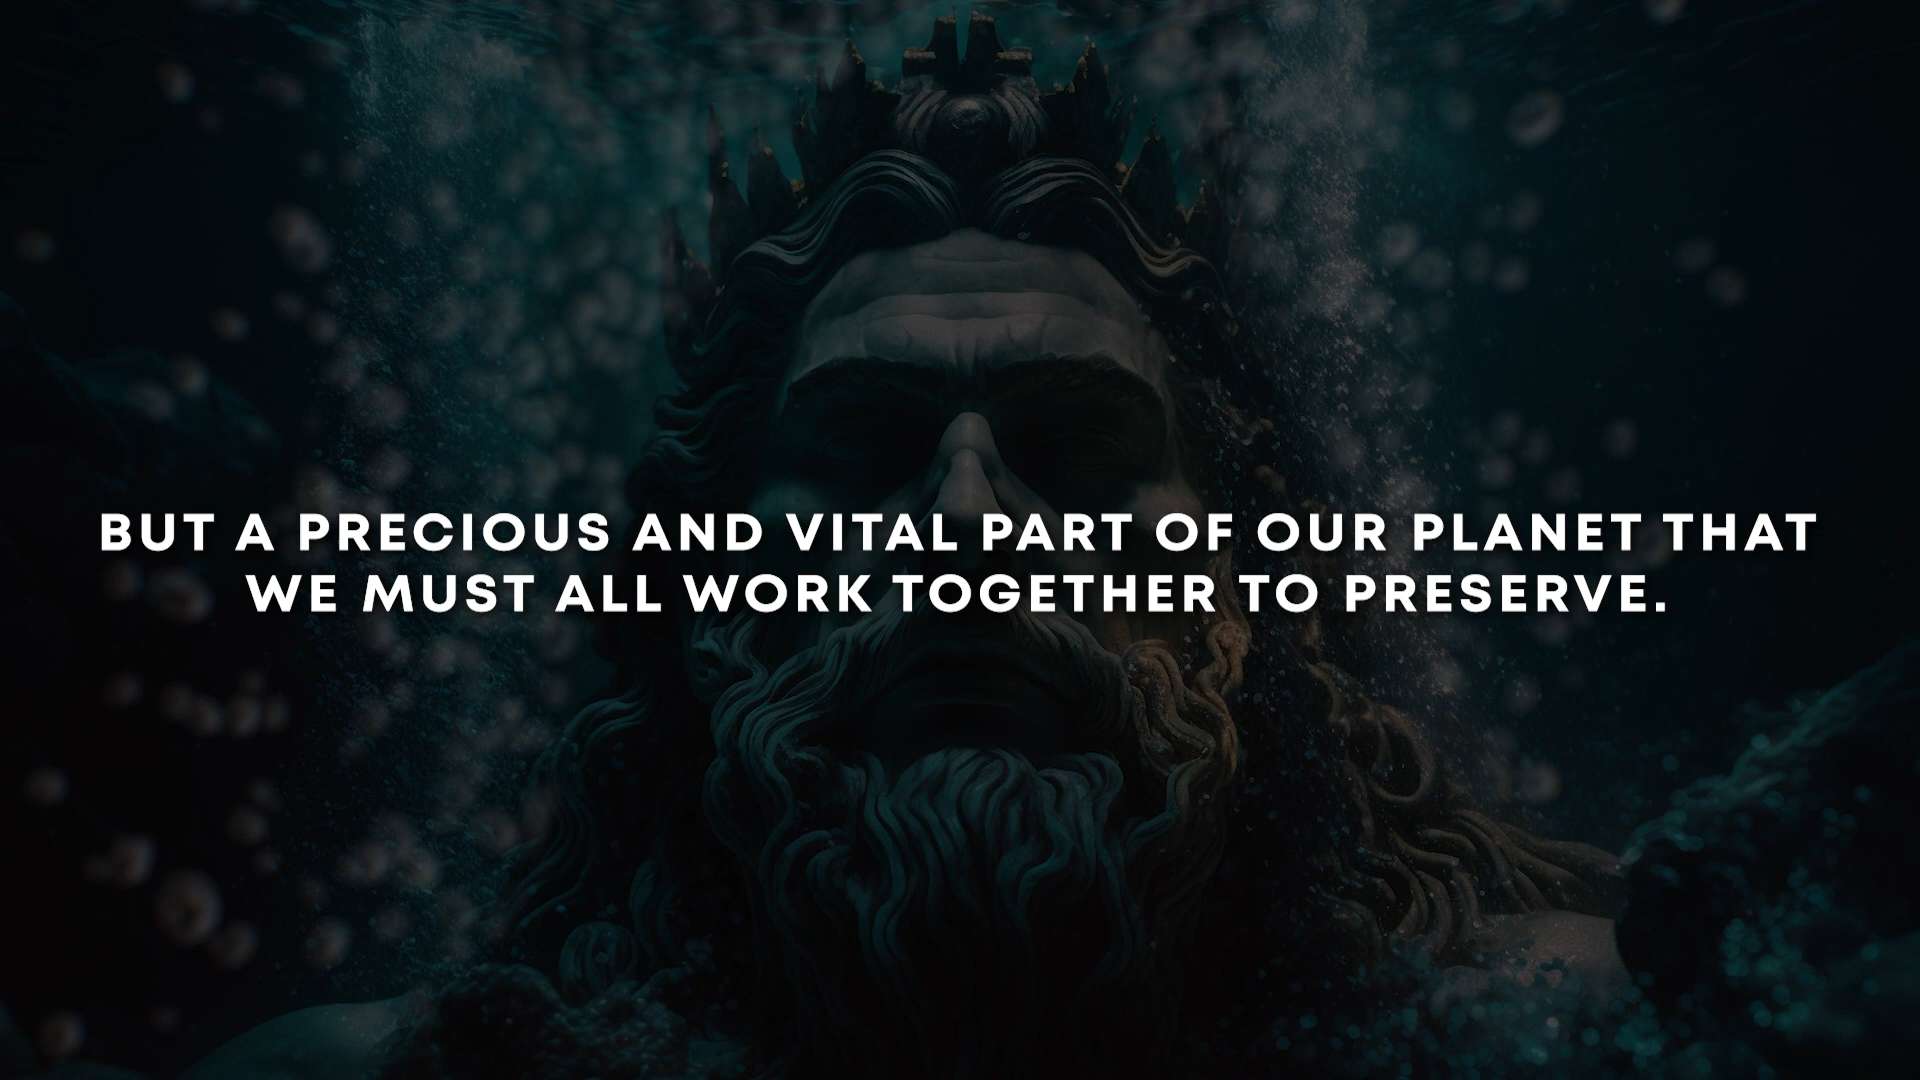 BUT A PRECIOUS AND VITAL PART OF OUR PLANET THAT
WE MUST ALL WORK TOGETHER TO PRESERVE.